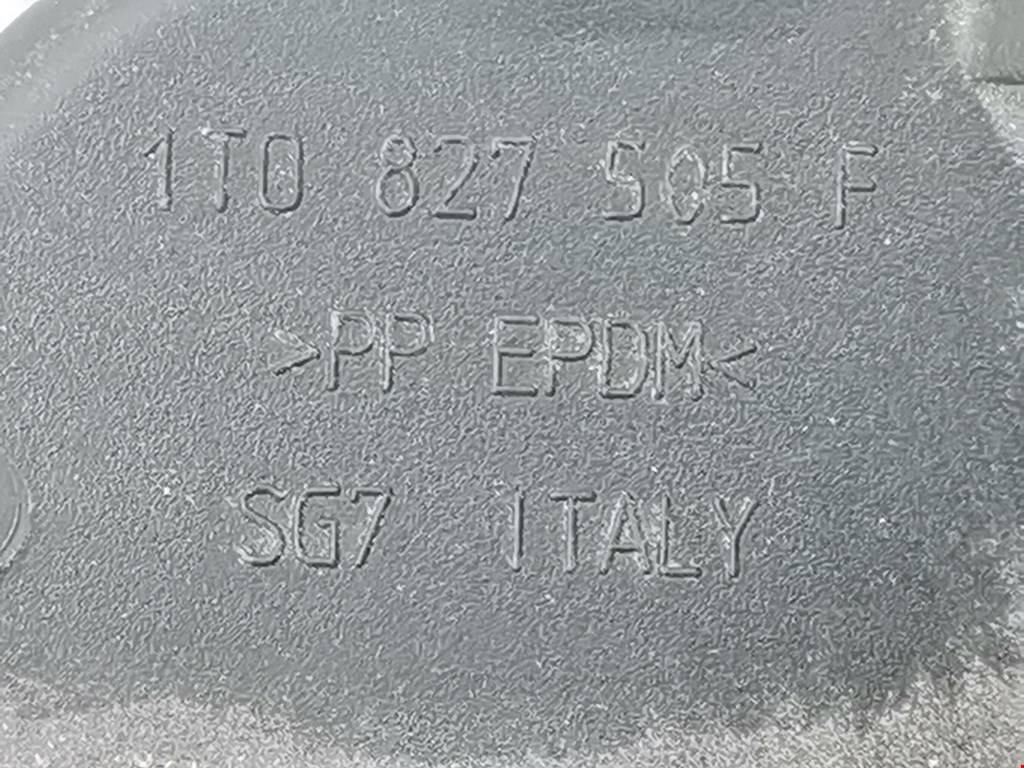 1T0 827 505 F
>PP EPDM<
SG7 ITALY